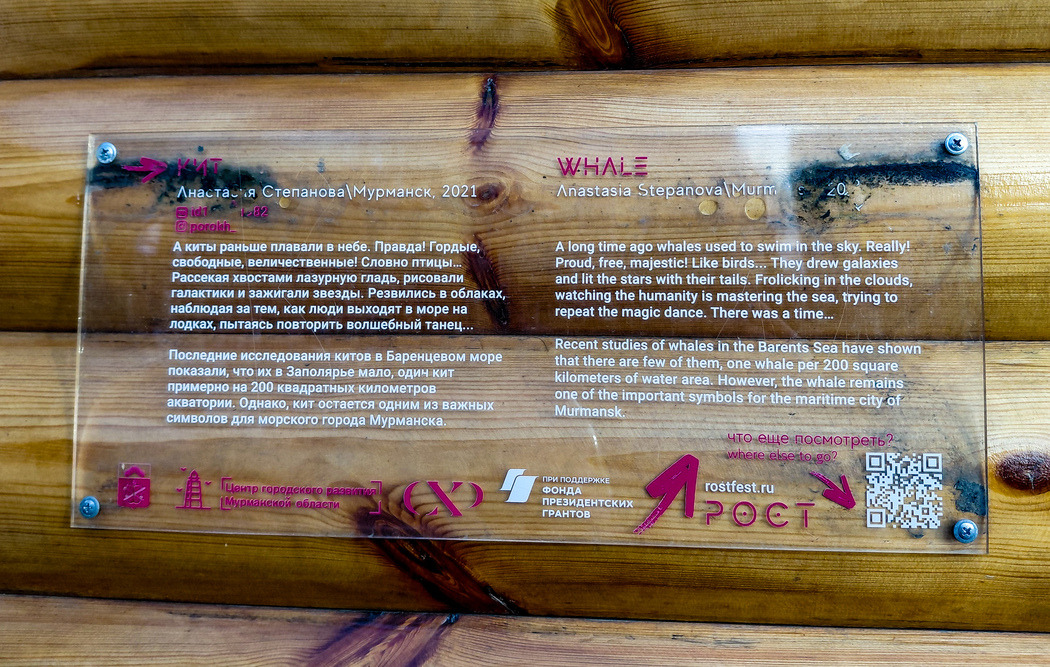 КИТ
Степанова\Мурманск, 2021
porokh_
А киты раньше плавали в небе. Правда! Гордые,
свободные, величественные! Словно птицы...
Рассекая хвостами лазурную гладь, рисовали
галактики и зажигали звезды. Резвились в облаках,
наблюдая за тем, как люди выходят в море на
лодках, пытаясь повторить волшебный танец...
Последние исследования китов в Баренцевом море
показали, что их в Заполярье мало, один кит
примерно на 200 квадратных километров
акватории. Однако, кит остается одним из важных
символов для морского города Мурманска.
WHALE
Anastasia Stepanova\
A long time ago whales used to swim in the sky. Really!
Proud, free, majestic! Like birds... They drew galaxies
and lit the stars with their tails. Frolicking in the clouds,
watching the humanity is mastering the sea, trying to
repeat the magic dance. There was a time...
Recent studies of whales in the Barents Sea have shown
that there are few of them, one whale per 200 square
kilometers of water area. However, the whale remains
one of the important symbols for the maritime city of
Murmansk.
что еще посмотреть?
where else to go?
Центр городского развития
Мурманской области
ПРИ ПОДДЕРЖКЕ
ФОНДА
ПРЕЗИДЕНТСКИХ
ГРАНТОВ
rostfest.ru
РОСТ